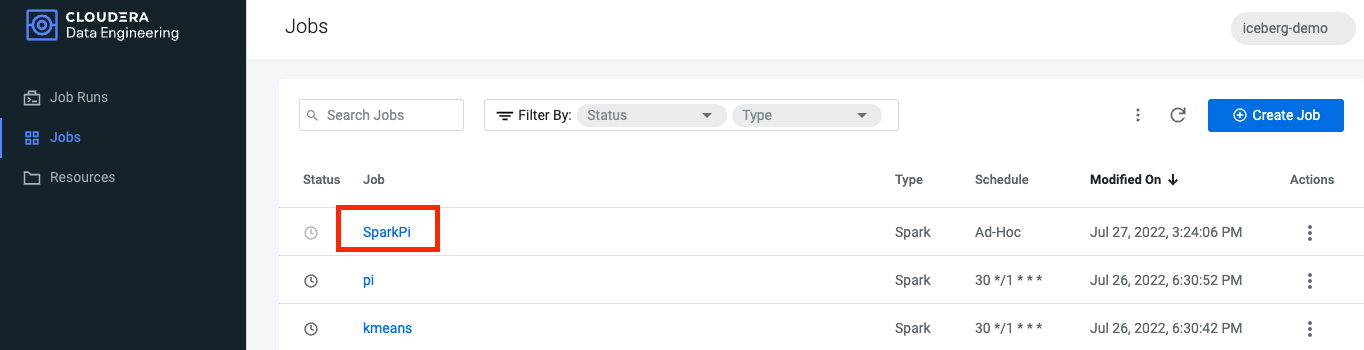 CLOUDERA
Data Engineering
Job Runs
Jobs
Resources
Jobs
iceberg-demo
Search Jobs
Filter By: Status Type
Create Job
Status Job Type Schedule Modified On Actions
SparkPi Spark Ad-Hoc Jul 27, 2022, 3:24:06 PM
pi Spark 30 */1 * * * Jul 26, 2022, 6:30:52 PM
kmeans Spark 30 */1 * * * Jul 26, 2022, 6:30:42 PM